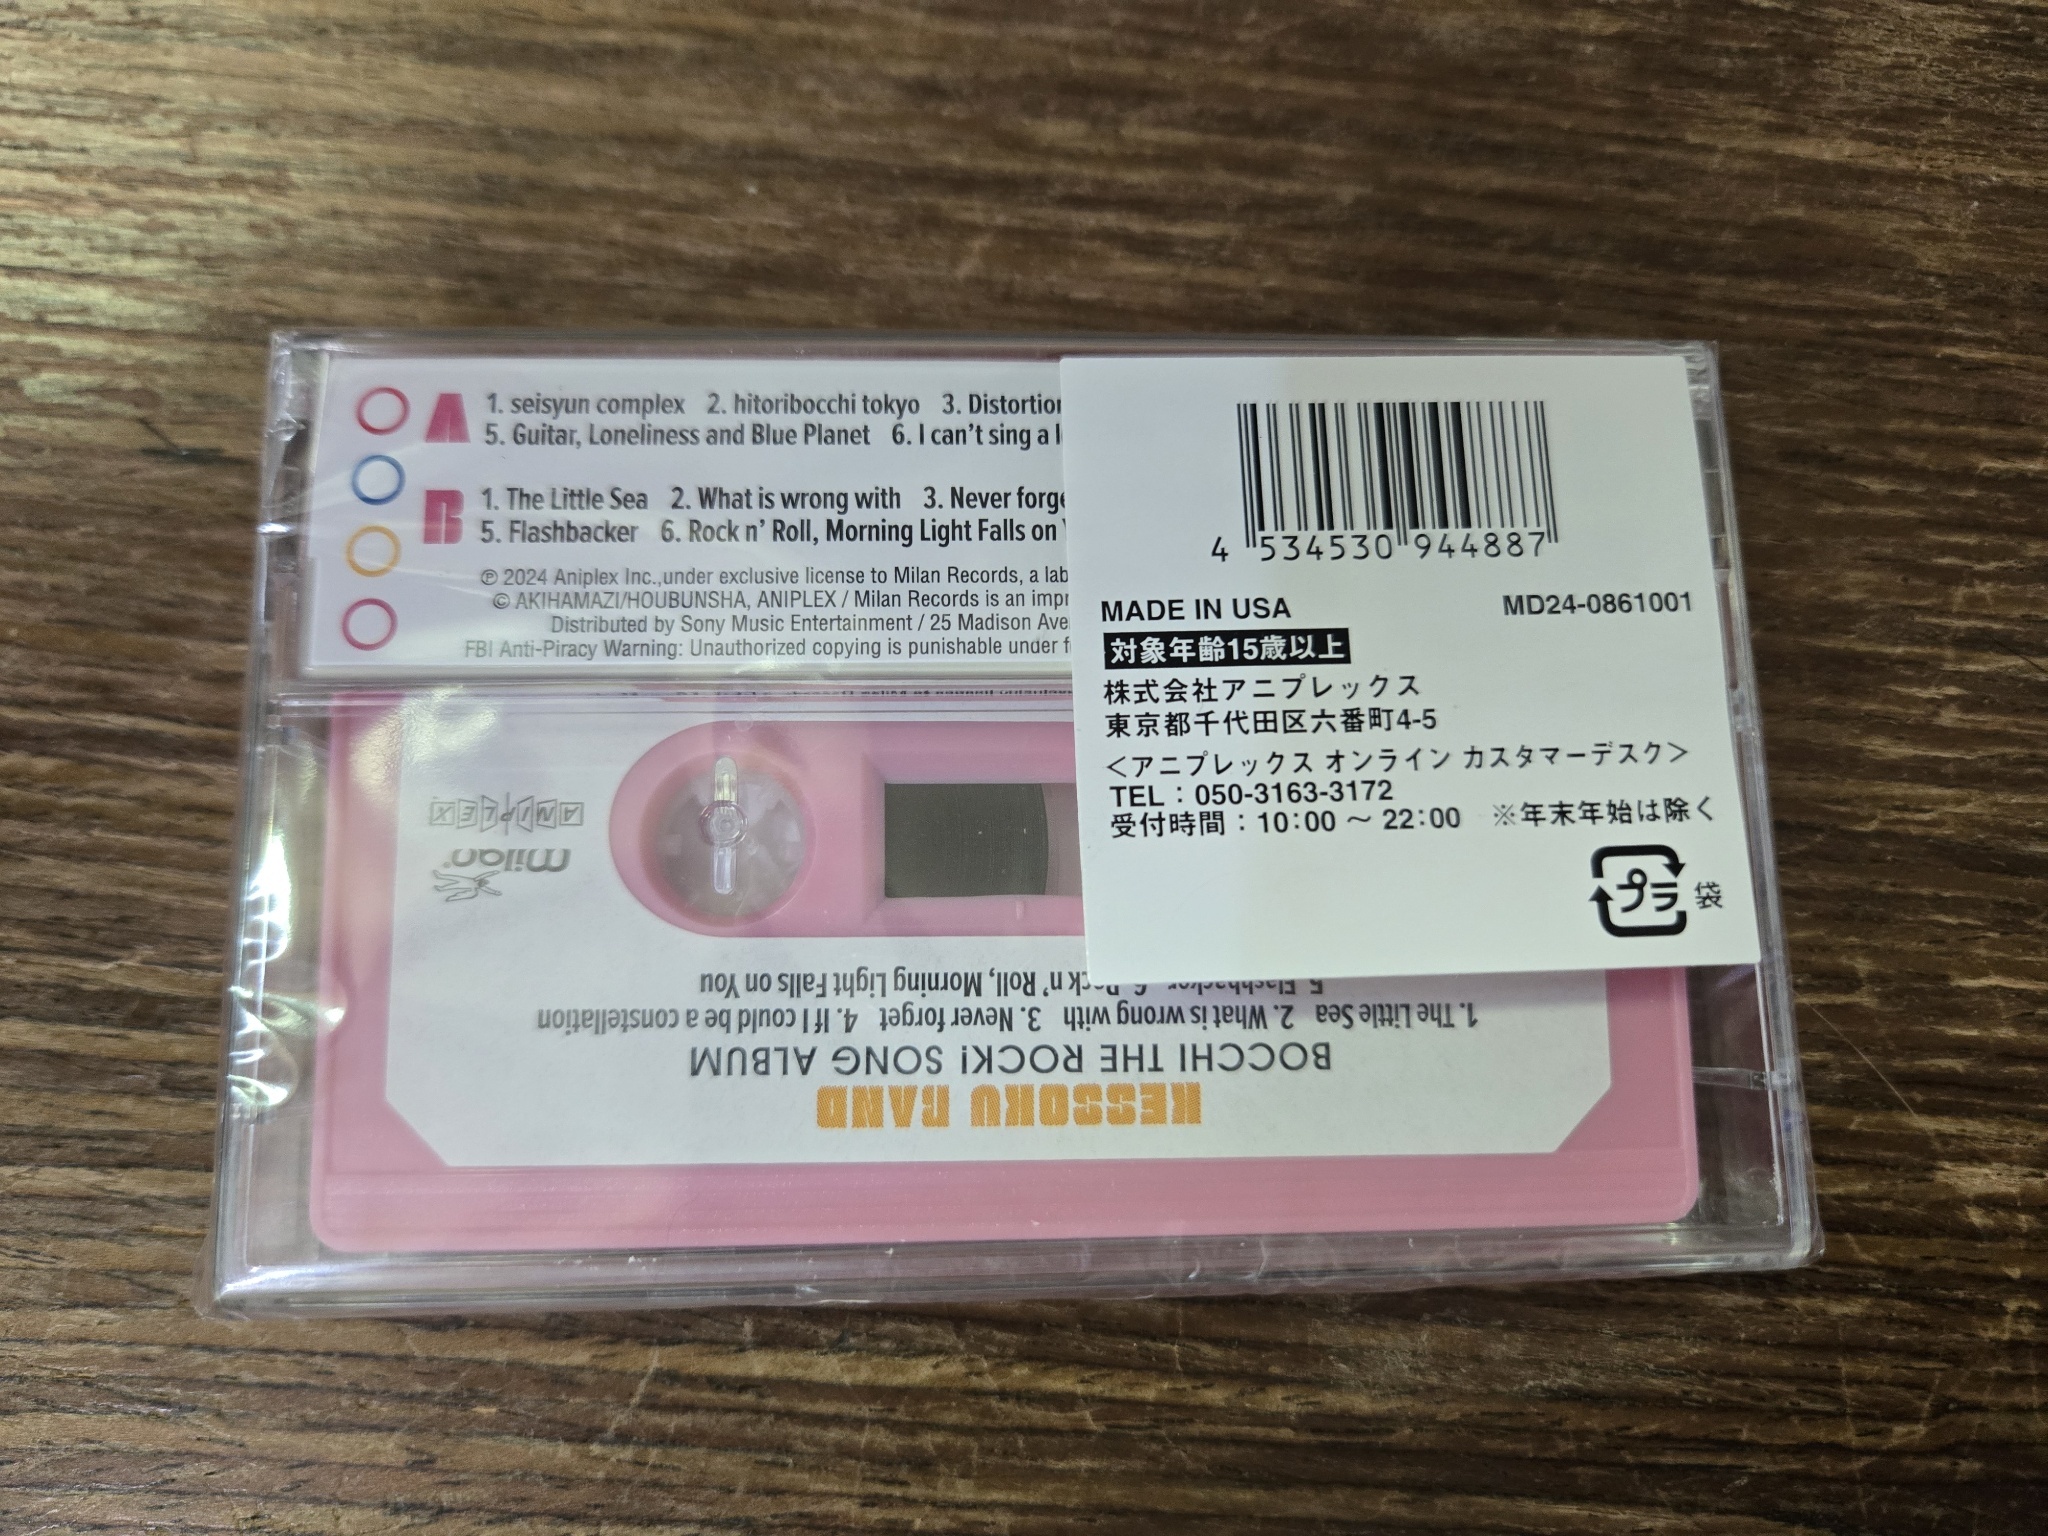 A
1. seisyun complex 2. hitoribocchi tokyo 3. Distortion
5. Guitar, Loneliness and Blue Planet 6. I can't sing a l
B
1. The Little Sea 2. What is wrong with 3. Never forge
5. Flashbacker 6. Rock n' Roll, Morning Light Falls on Y
℗ 2024 Aniplex Inc.,under exclusive license to Milan Records, a lab
© AKIHAMAZI/HOUBUNSHA, ANIPLEX / Milan Records is an impr
Distributed by Sony Music Entertainment / 25 Madison Ave
FBI Anti-Piracy Warning: Unauthorized copying is punishable under f
4 534530 944887
MADE IN USA MD24-0861001
対象年齢15歳以上
株式会社アニプレックス
東京都千代田区六番町4-5
<アニプレックス オンライン カスタマーデスク>
TEL：050-3163-3172
受付時間：10:00 ～ 22:00 ※年末年始は除く
プラ 袋
KESSOKU BAND
BOCCHI THE ROCK! SONG ALBUM
1. The Little Sea 2. What is wrong with 3. Never forget 4. If I could be a constellation
5. Flashbacker 6. Rock n' Roll, Morning Light Falls on You
milan
ANIPLEX